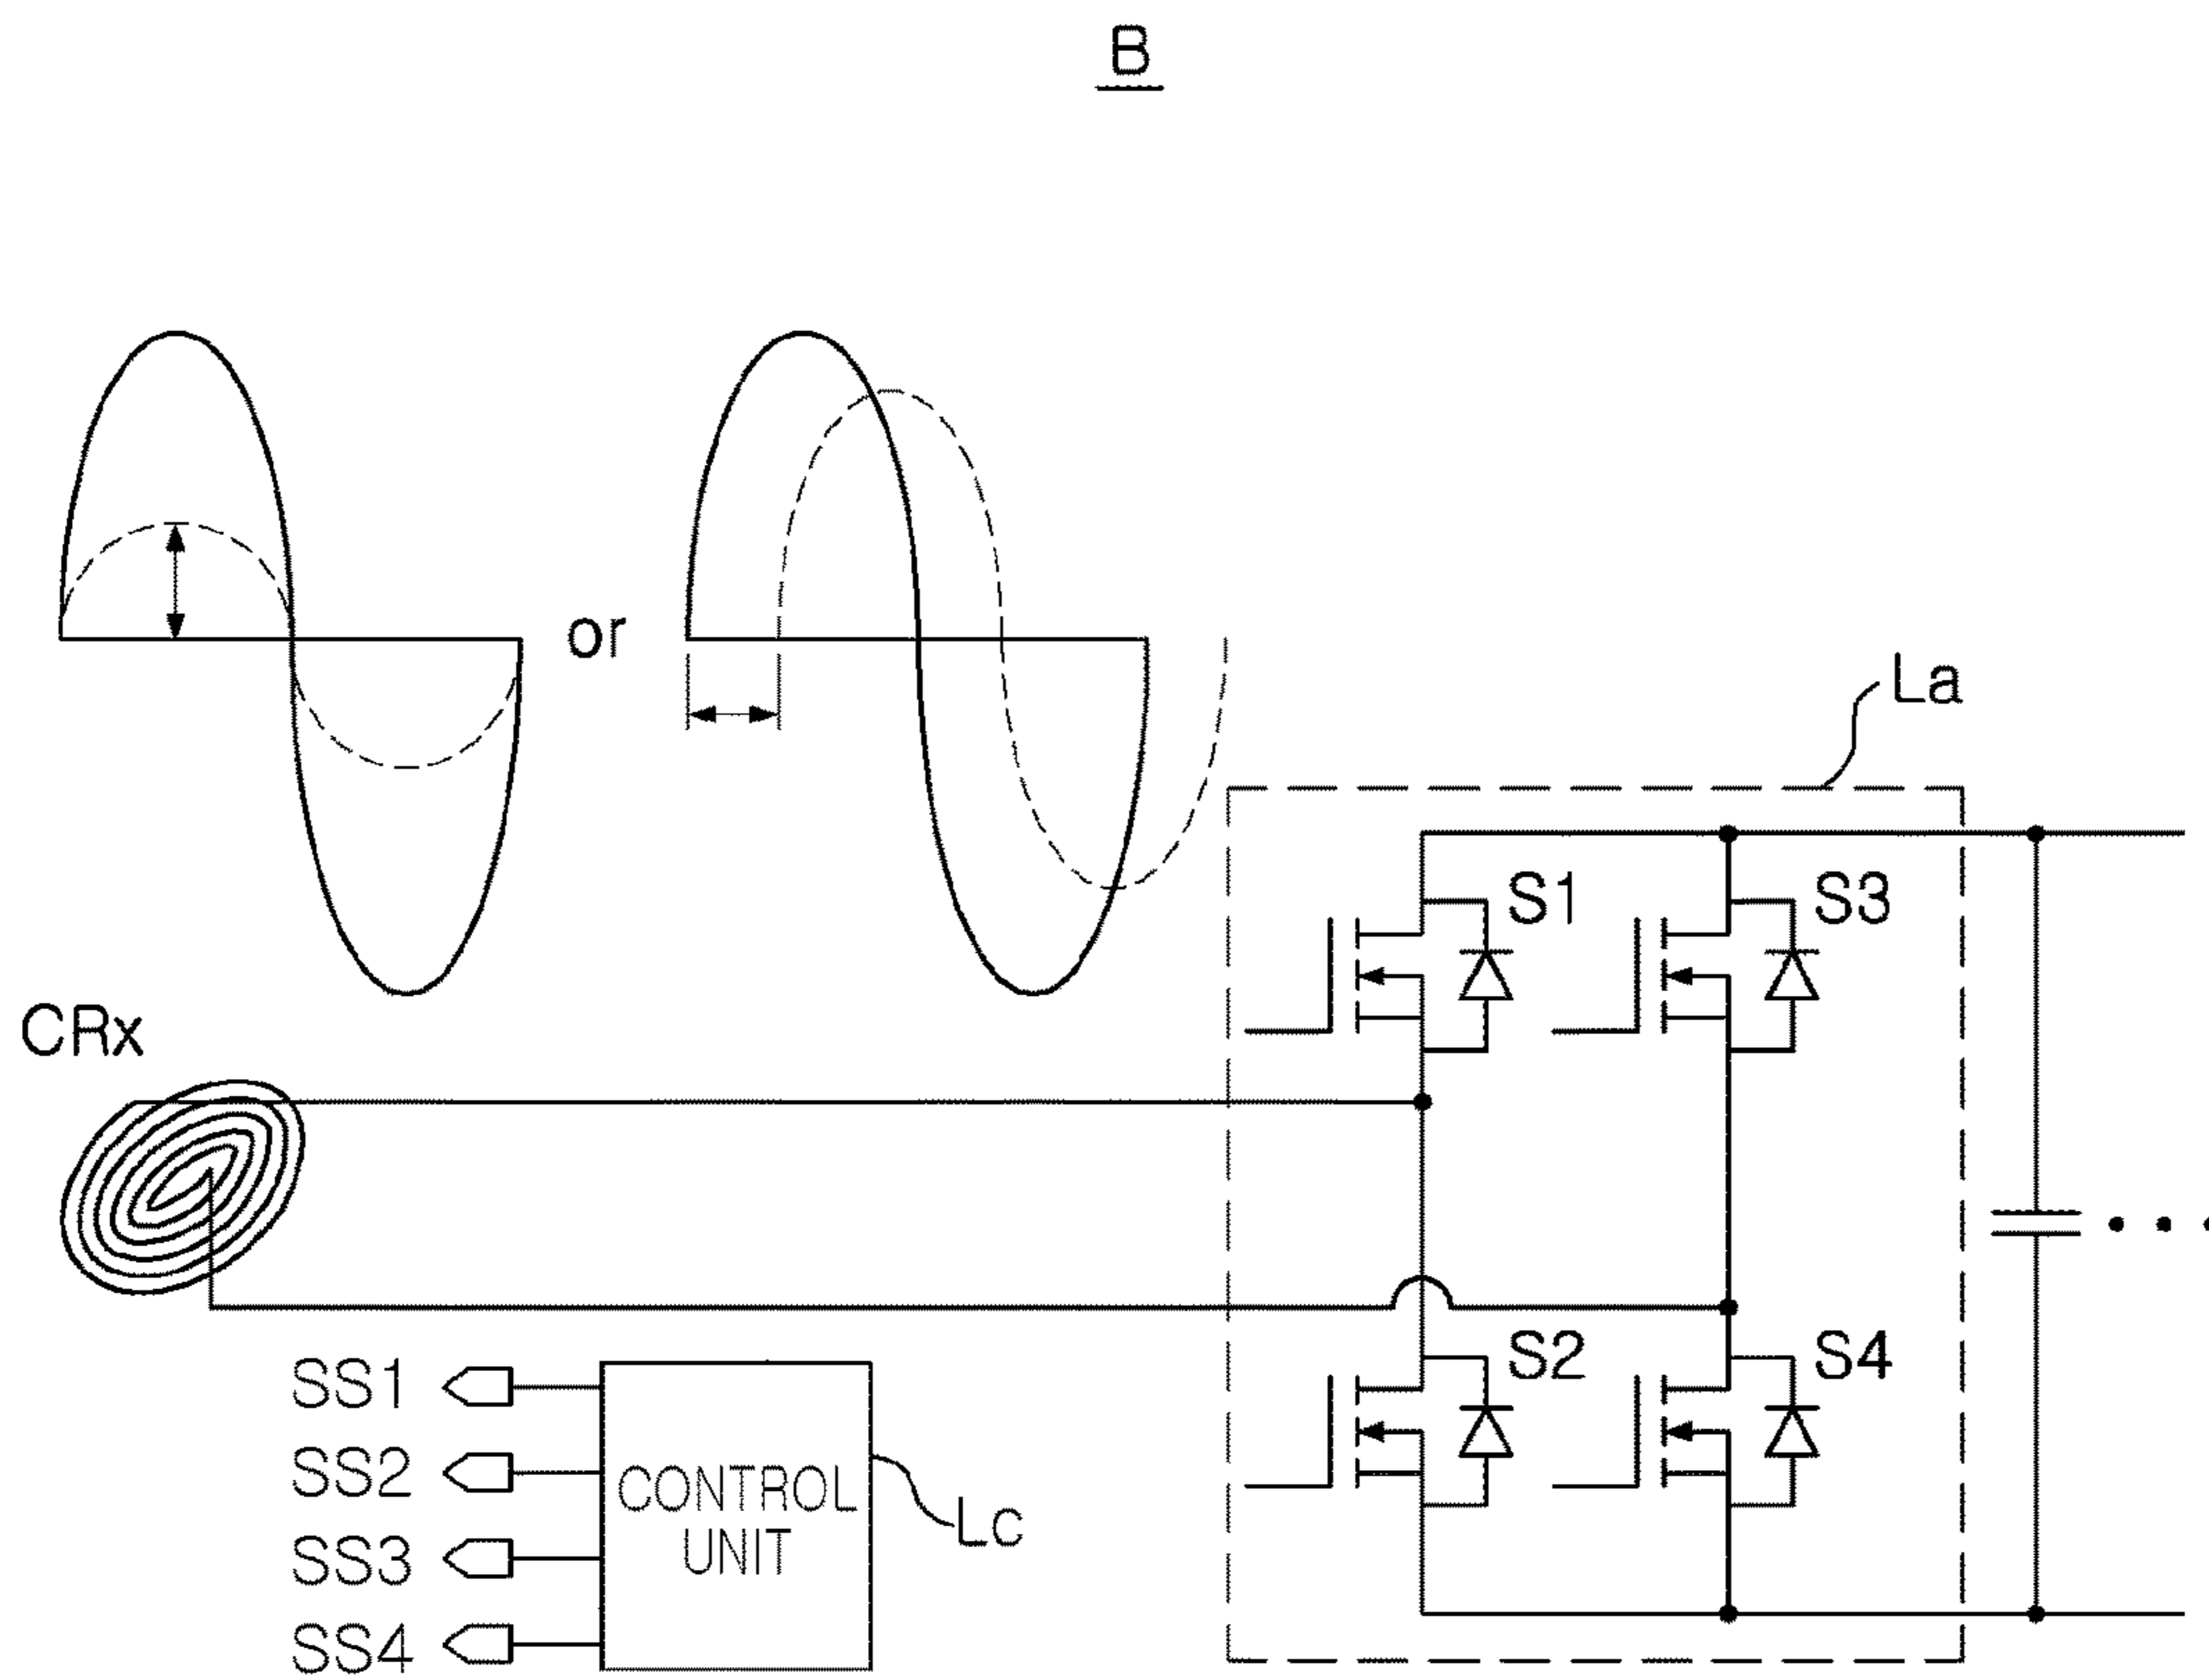 B
or
La
S1
S3
CRx
S2
S4
SS1
SS2
SS3
SS4
CONTROL
UNIT
Lc